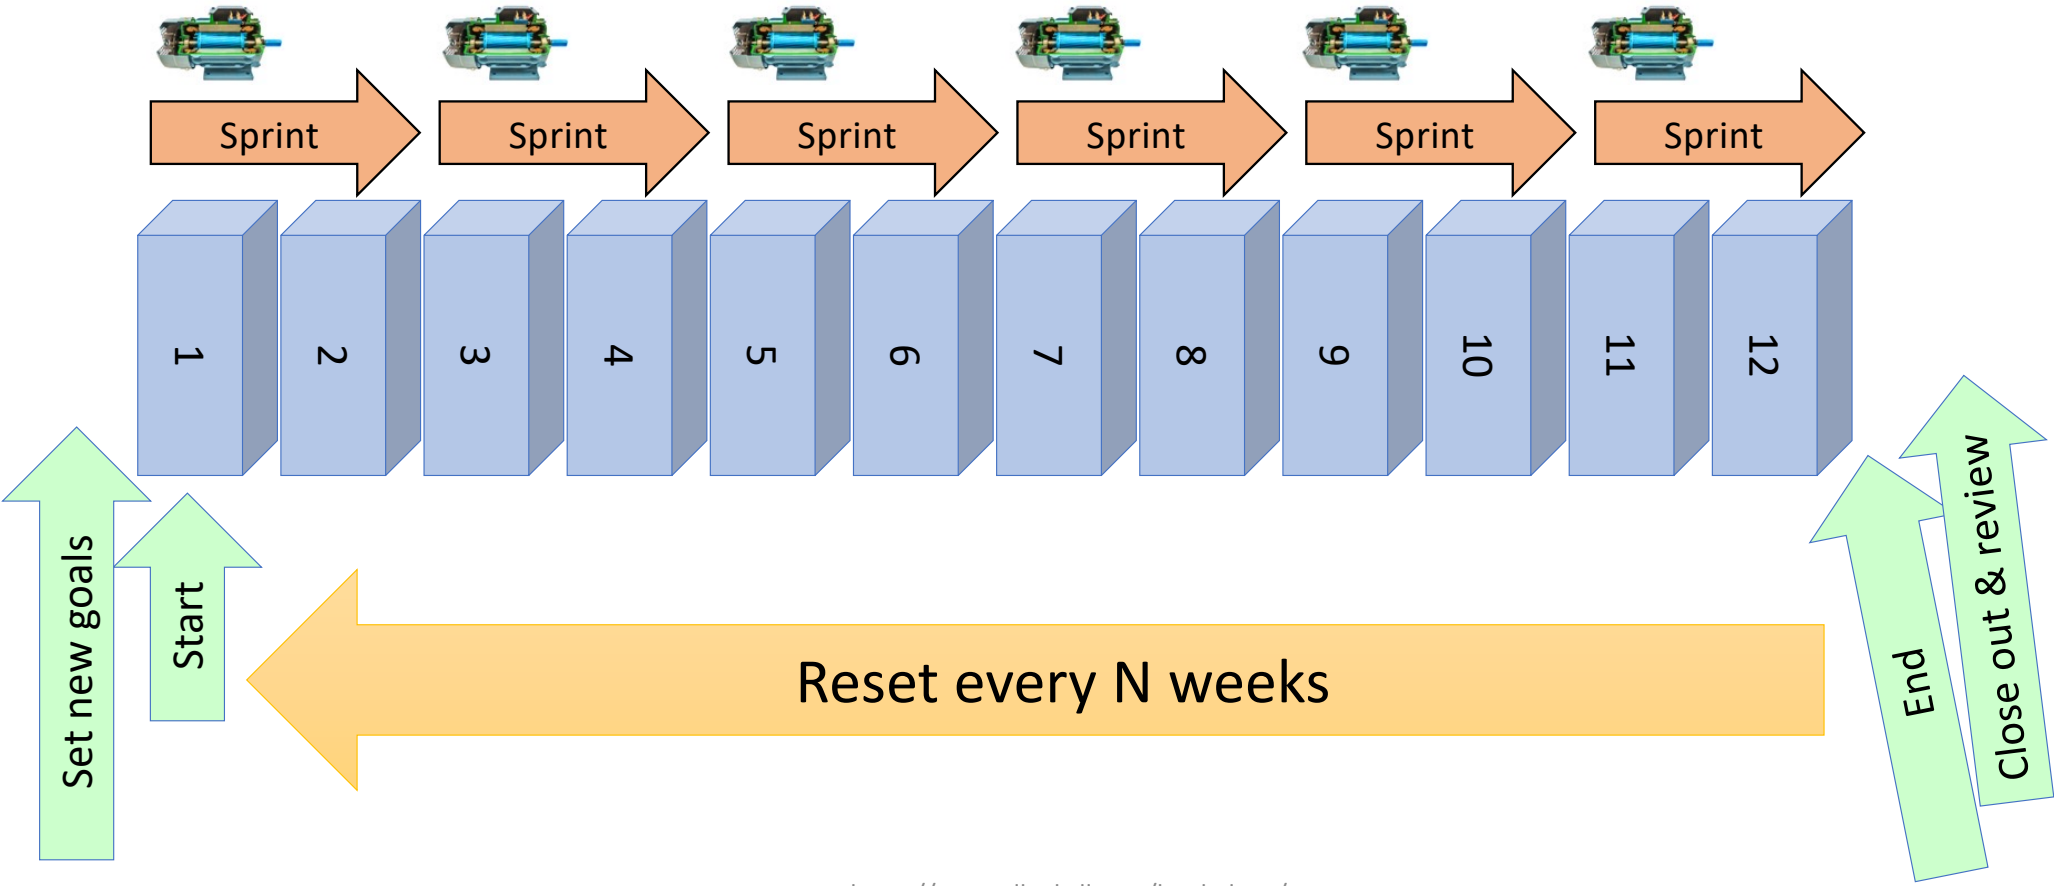 Sprint
Sprint
Sprint
Sprint
Sprint
Sprint
1
2
3
4
5
6
7
8
9
10
11
12
Set new goals
Start
Reset every N weeks
End
Close out & review